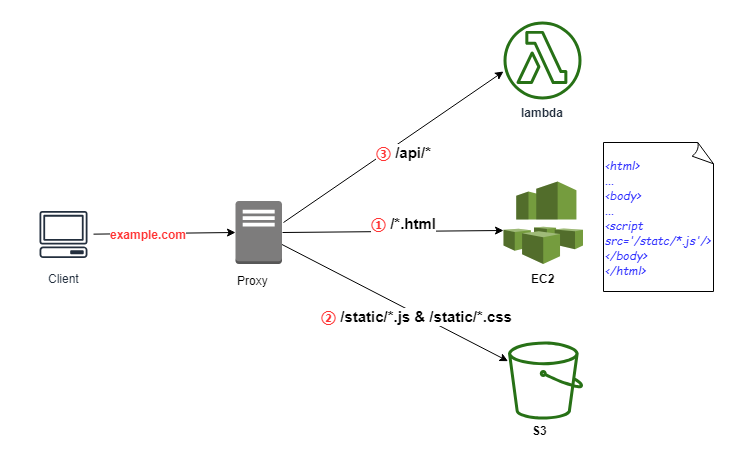 lambda
③ /api/*
<html>
...
<body>
...
<script
src='/statc/*.js'/>
</body>
</html>
① /*.html
example.com
Client
Proxy
EC2
② /static/*.js & /static/*.css
S3